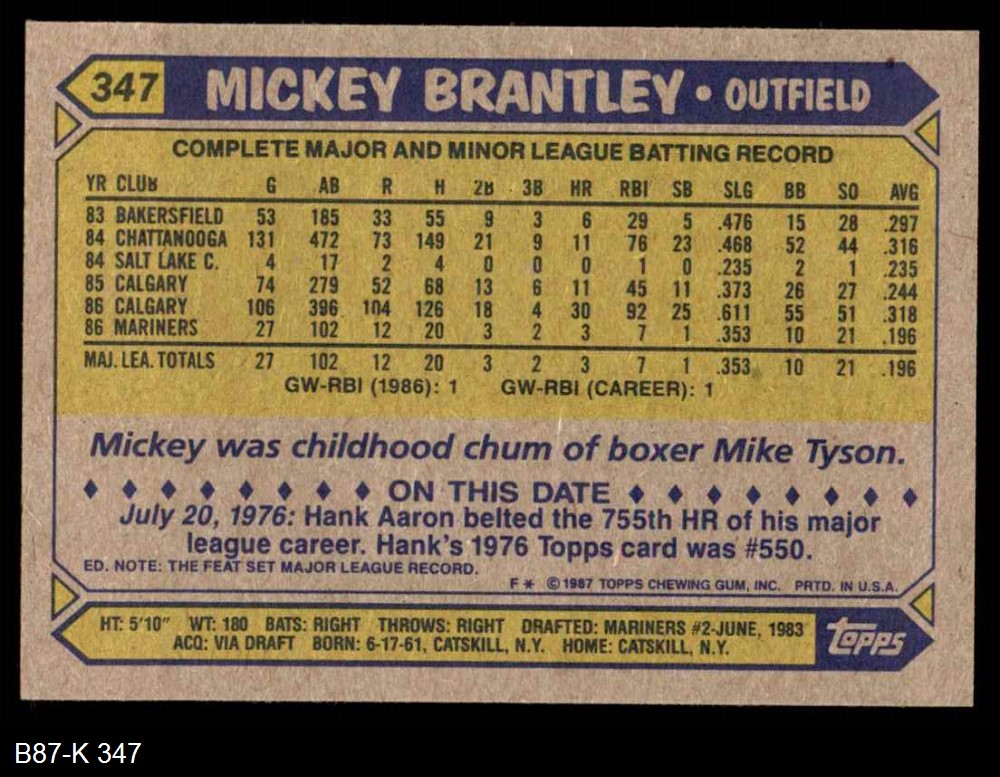 347 MICKEY BRANTLEY • OUTFIELD
COMPLETE MAJOR AND MINOR LEAGUE BATTING RECORD
YR CLUB G AB R H 2B 3B HR RBI SB SLG BB SO AVG
83 BAKERSFIELD 53 185 33 55 9 3 6 29 5 .476 15 28 .297
84 CHATTANOOGA 131 472 73 149 21 9 11 76 23 .468 52 44 .316
84 SALT LAKE C. 4 17 2 4 0 0 0 1 0 .235 2 1 .235
85 CALGARY 74 279 52 68 13 6 11 45 11 .373 26 27 .244
86 CALGARY 106 396 104 126 18 4 30 92 25 .611 55 51 .318
86 MARINERS 27 102 12 20 3 2 3 7 1 .353 10 21 .196
MAJ. LEA. TOTALS 27 102 12 20 3 2 3 7 1 .353 10 21 .196
GW-RBI (1986): 1 GW-RBI (CAREER): 1
Mickey was childhood chum of boxer Mike Tyson.
♦ ♦ ♦ ♦ ♦ ♦ ♦ ♦ ♦ ON THIS DATE ♦ ♦ ♦ ♦ ♦ ♦ ♦ ♦
July 20, 1976: Hank Aaron belted the 755th HR of his major
league career. Hank's 1976 Topps card was #550.
ED. NOTE: THE FEAT SET MAJOR LEAGUE RECORD.
F* © 1987 TOPPS CHEWING GUM, INC. PRTD. IN U.S.A.
HT: 5'10" WT: 180 BATS: RIGHT THROWS: RIGHT DRAFTED: MARINERS #2-JUNE, 1983
ACQ: VIA DRAFT BORN: 6-17-61, CATSKILL, N.Y. HOME: CATSKILL, N.Y.
topps
B87-K 347